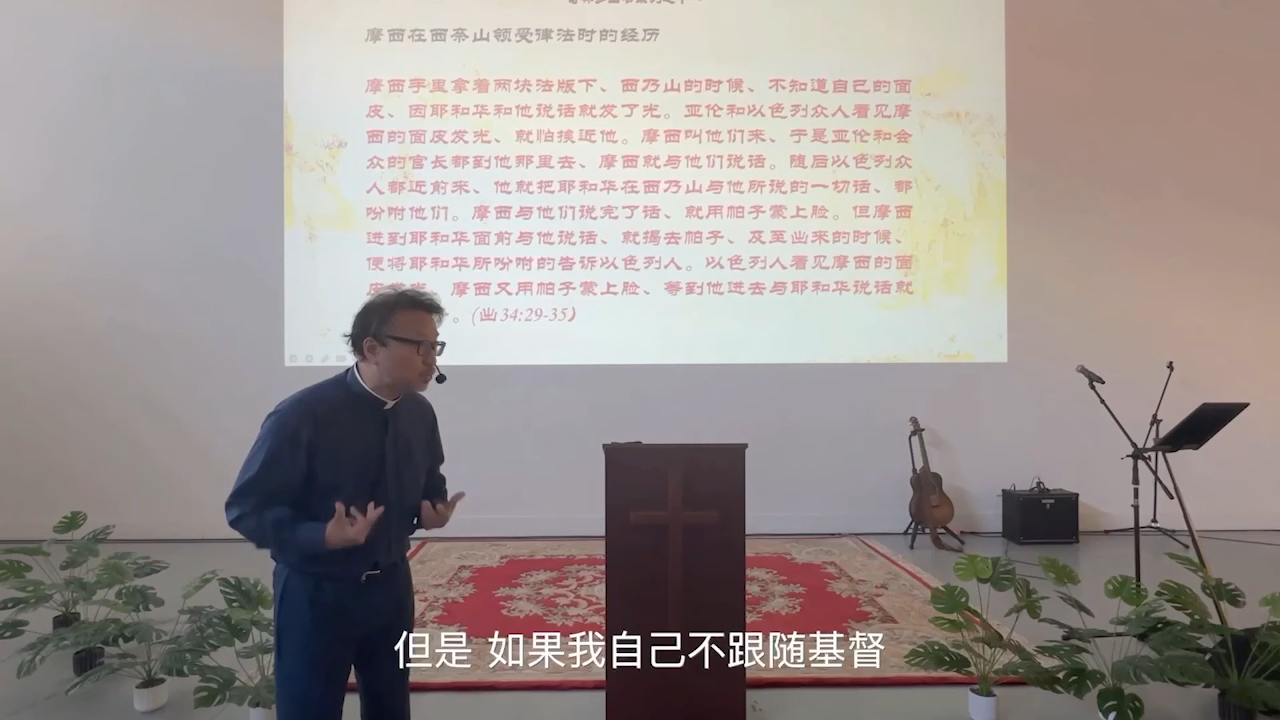 摩西在西奈山领受律法时的经历
摩西手里拿着两块法版下、西乃山的时候、不知道自己的面
皮、因耶和华和他说话就发了光。亚伦和以色列众人看见摩
西的面皮发光、就怕挨近他。摩西叫他们来、于是亚伦和会
众的官长都到他那里去、摩西就与他们说话。随后以色列众
人都近前来、他就把耶和华在西乃山与他所说的一切话、都
吩咐他们。摩西与他们说完了话、就用帕子蒙上脸。但摩西
进到耶和华面前与他说话、就揭去帕子、及至出来的时候、
便将耶和华所吩咐的告诉以色列人。以色列人看见摩西的面
摩西又用帕子蒙上脸、等到他进去与耶和华说话就
。(出34:29-35)
但是 如果我自己不跟随基督